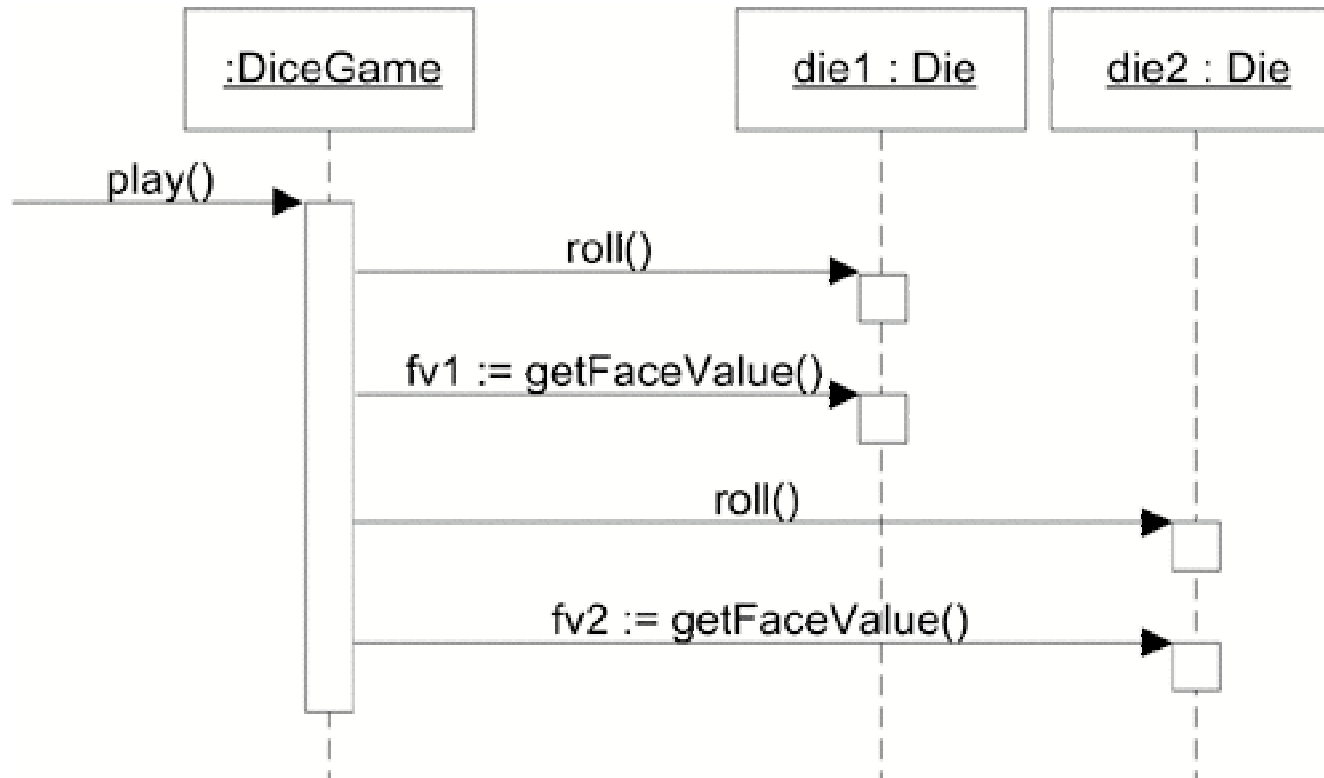 :DiceGame
die1 : Die
die2 : Die
play()
roll()
fv1 := getFaceValue()
roll()
fv2 := getFaceValue()